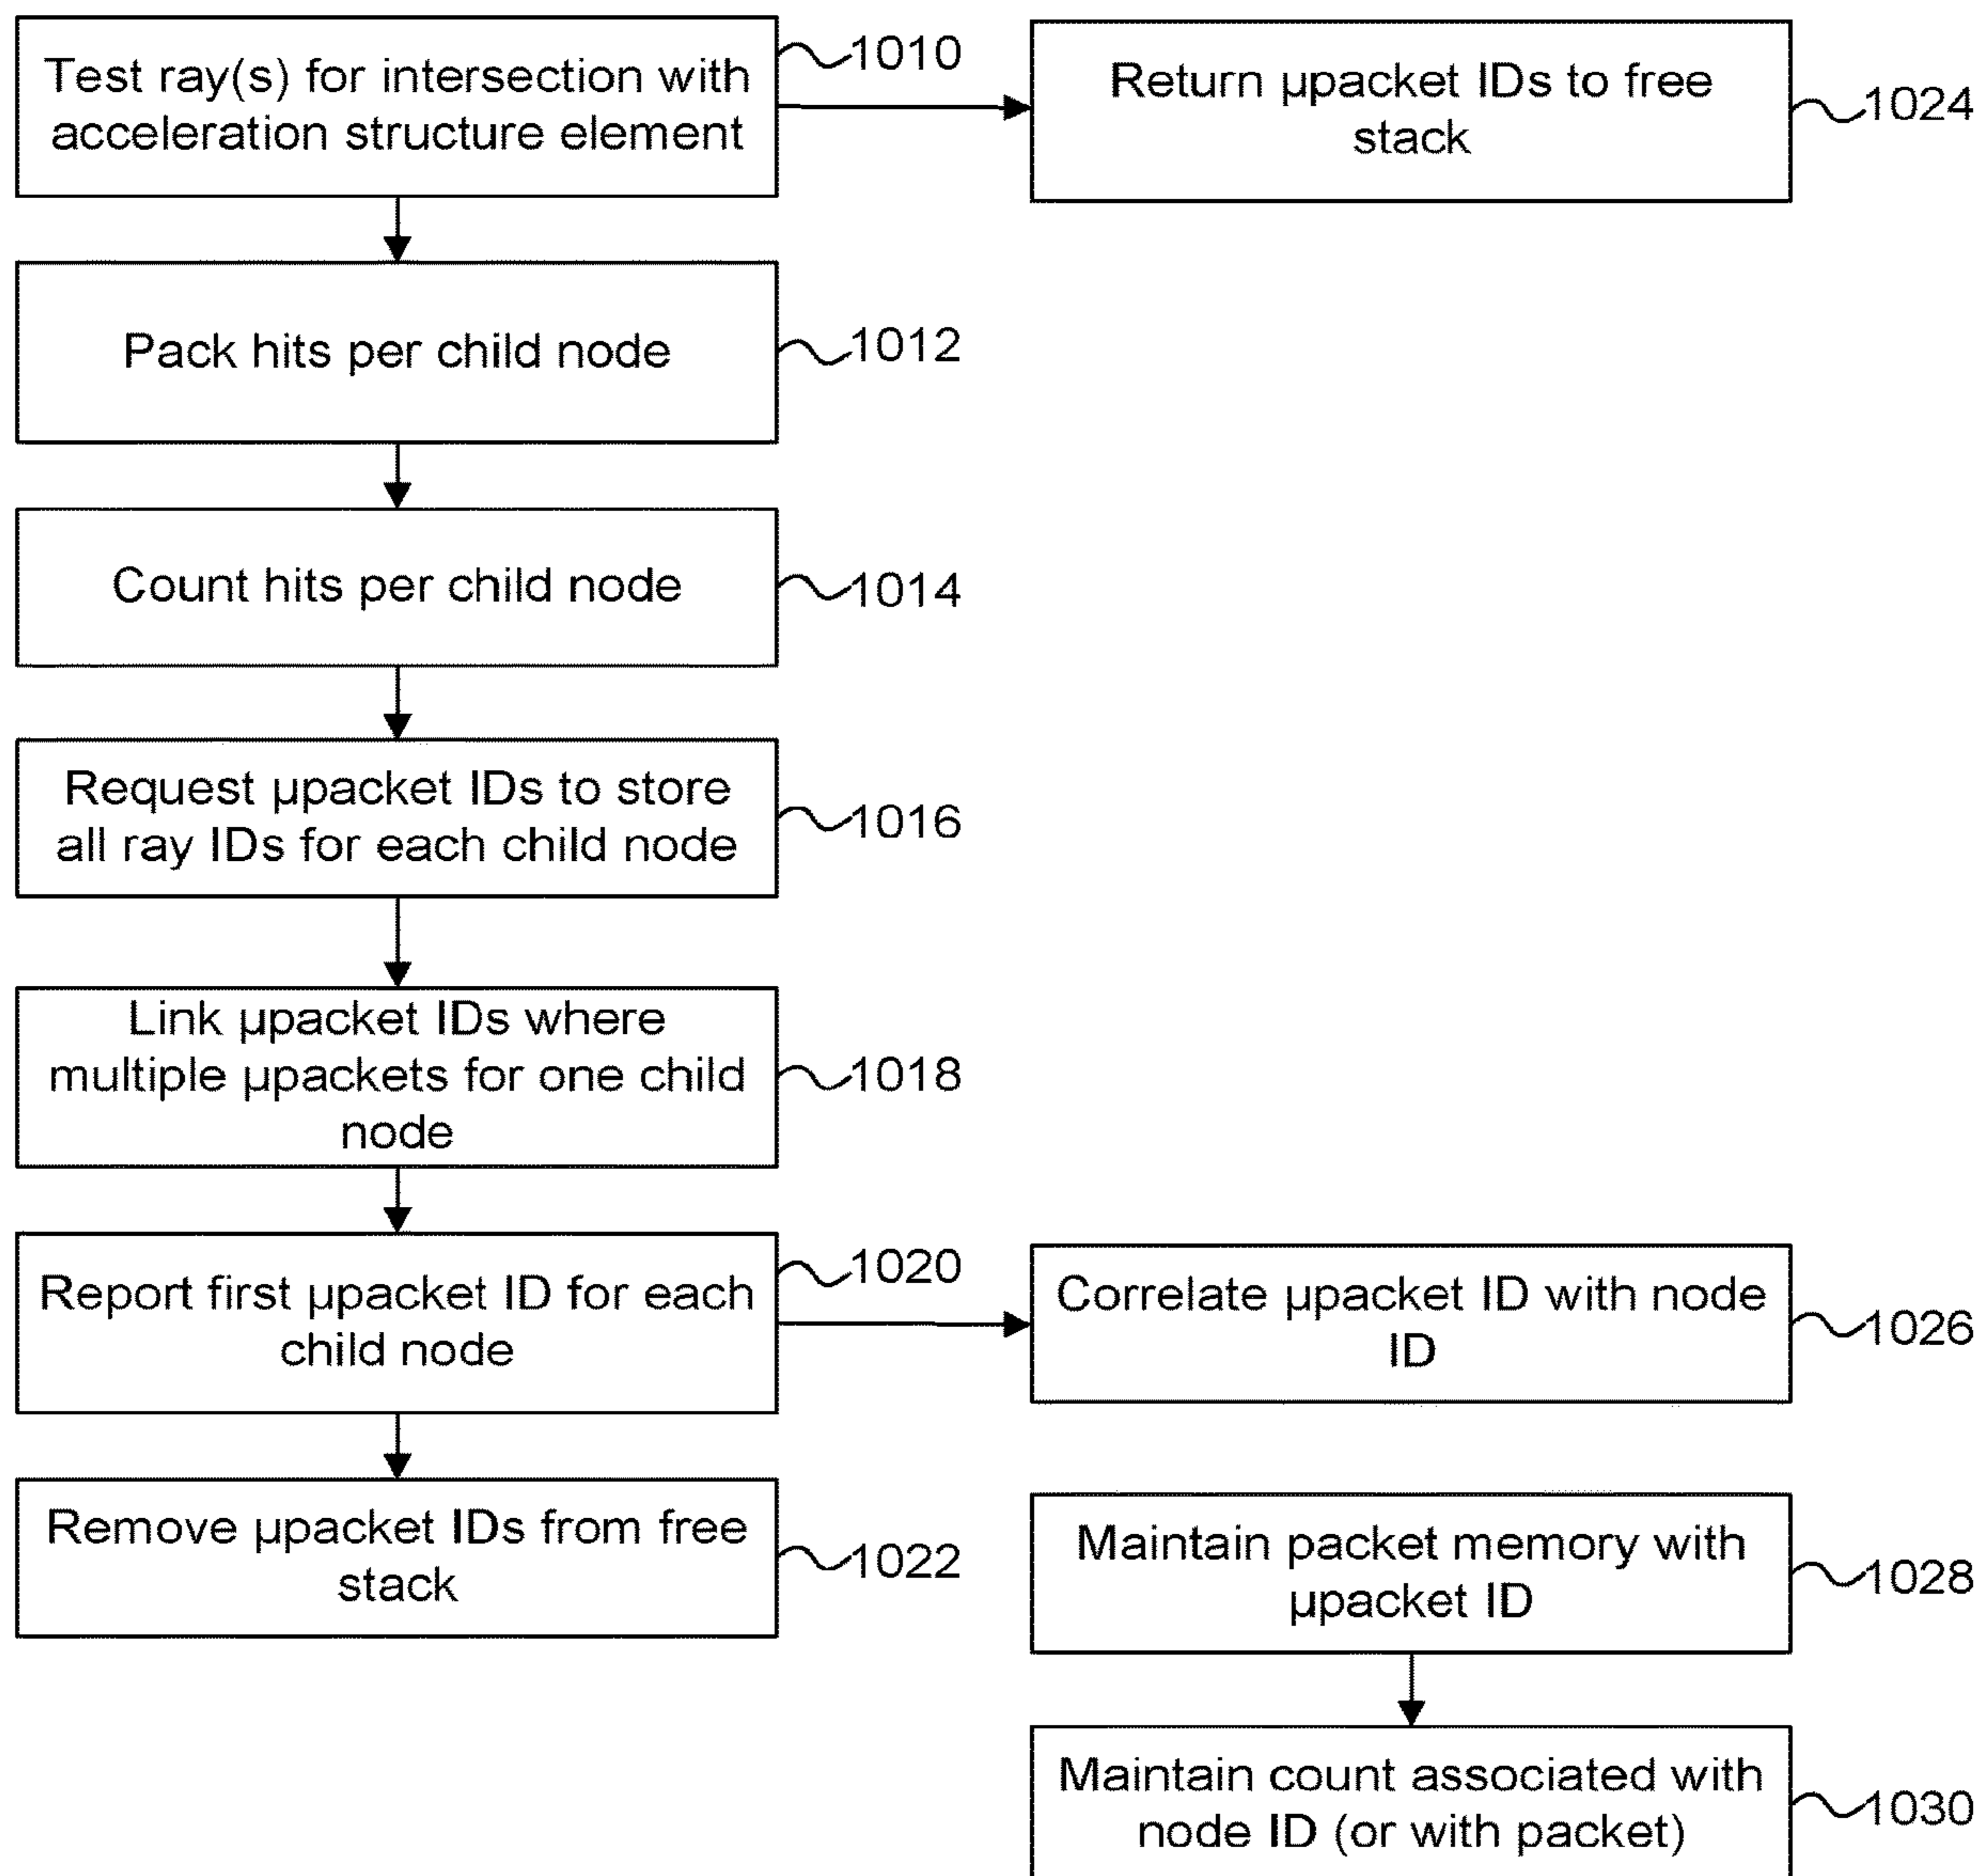 Test ray(s) for intersection with
acceleration structure element
1010
Return µpacket IDs to free
stack
1024
Pack hits per child node
1012
Count hits per child node
1014
Request µpacket IDs to store
all ray IDs for each child node
1016
Link µpacket IDs where
multiple µpackets for one child
node
1018
Report first µpacket ID for each
child node
1020
Correlate µpacket ID with node
ID
1026
Remove µpacket IDs from free
stack
1022
Maintain packet memory with
µpacket ID
1028
Maintain count associated with
node ID (or with packet)
1030